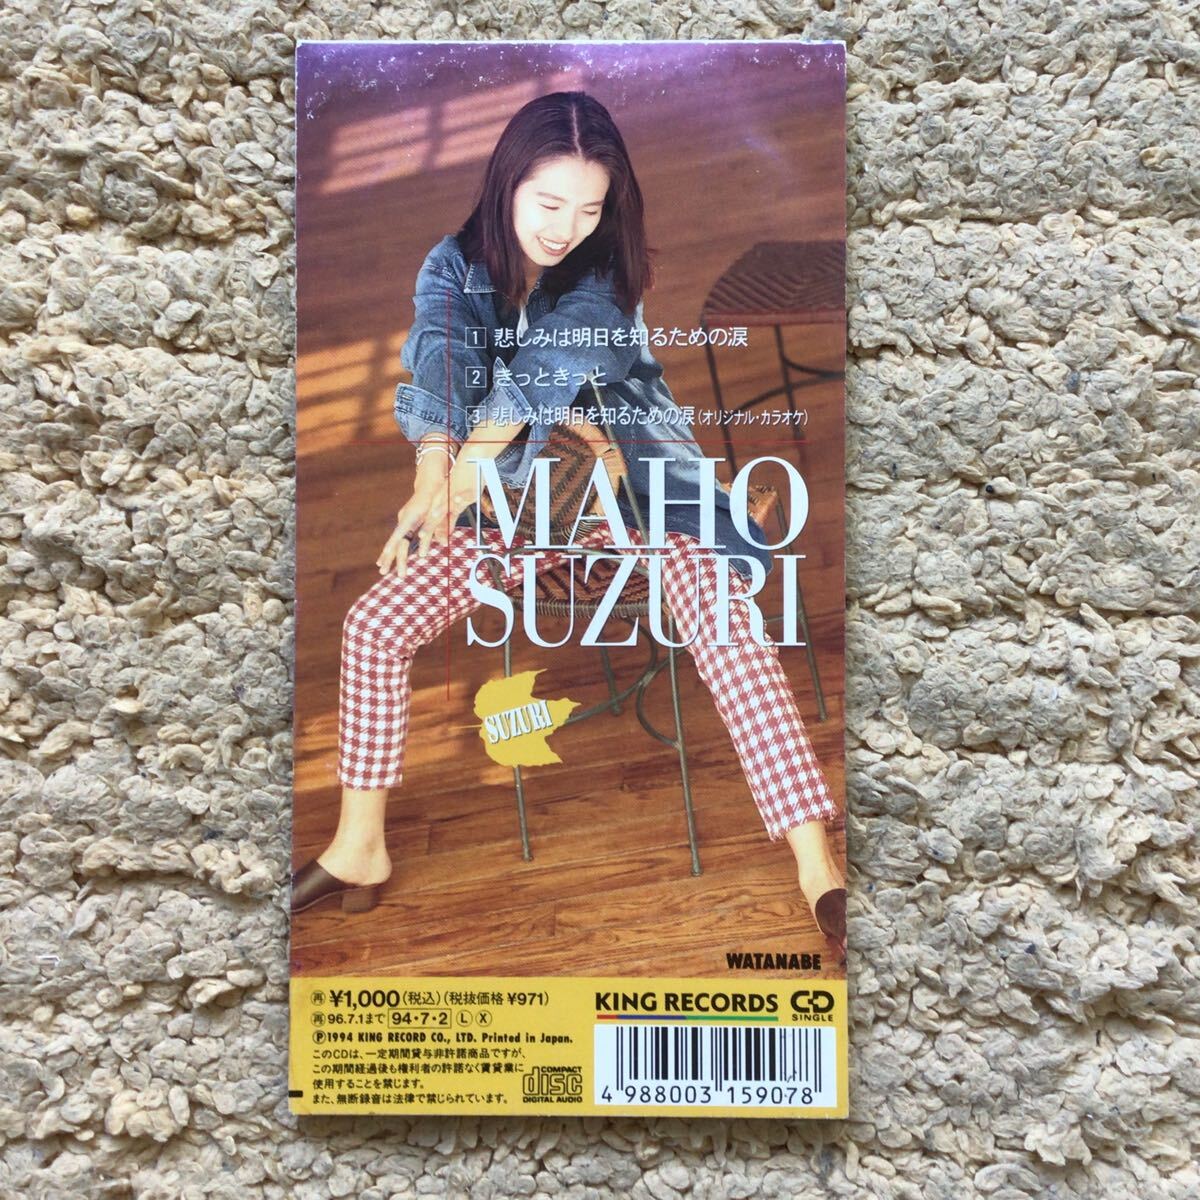 1 悲しみは明日を知るための涙
2 きっときっと
3 悲しみは明日を知るための涙(オリジナル・カラオケ)
MAHO
SUZURI
SUZURI
WATANABE
再 ¥1,000(税込)(税抜価格 ¥971)
再 96.7.1まで 94・7・2 Ⓛ Ⓧ
Ⓟ1994 KING RECORD CO., LTD. Printed in Japan.
このCDは、一定期間貸与非許諾商品ですが、
この期間経過後も権利者の許諾なく賃貸業に
使用することを禁じます。
また、無断録音は法律で禁じられています。
COMPACT
disc
DIGITAL AUDIO
KING RECORDS
CD
SINGLE
4 988003 159078